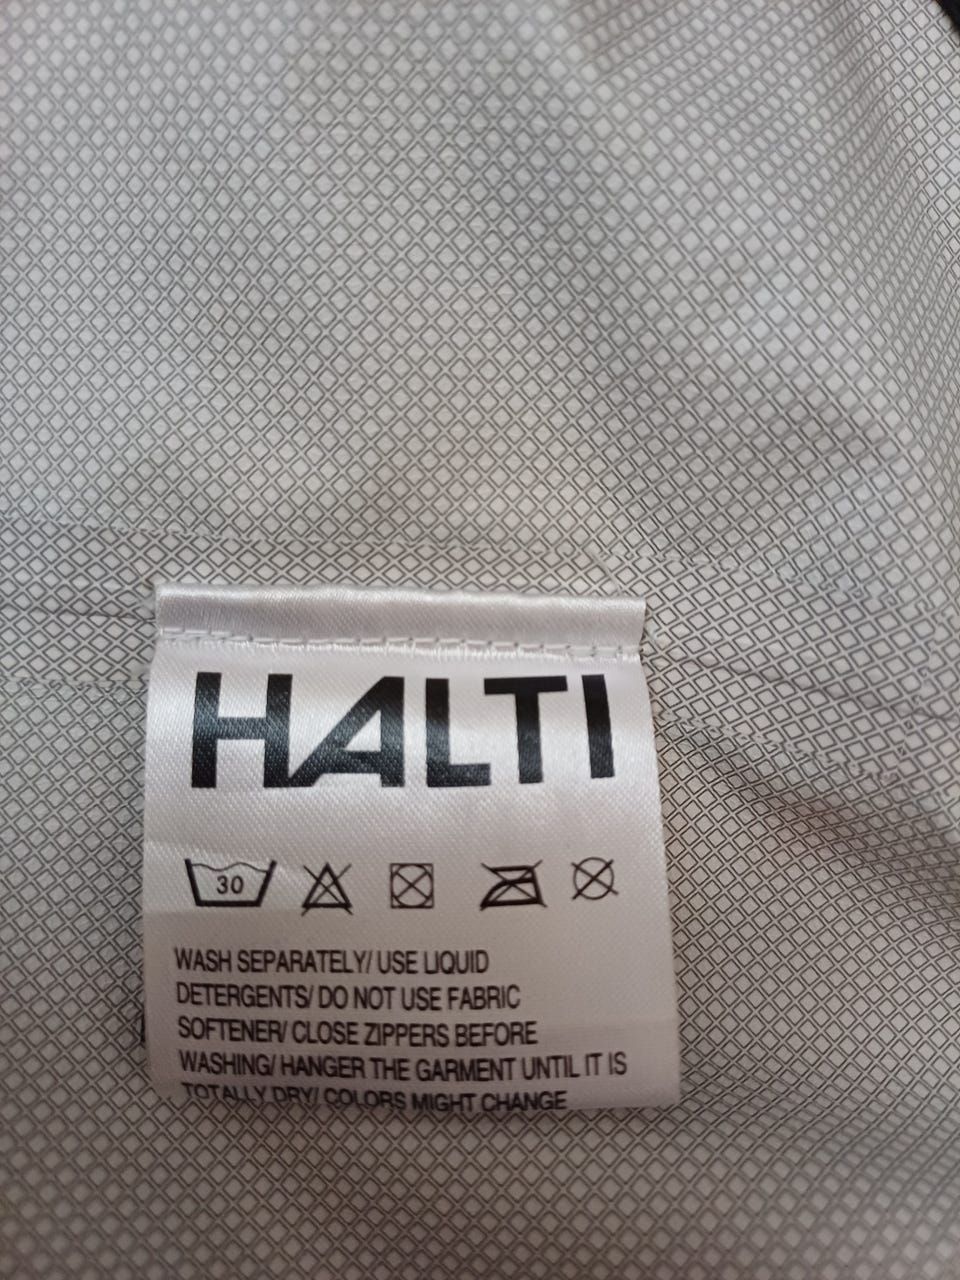 HALTI
30
WASH SEPARATELY/ USE LIQUID
DETERGENTS/ DO NOT USE FABRIC
SOFTENER/ CLOSE ZIPPERS BEFORE
WASHING/ HANGER THE GARMENT UNTIL IT IS
TOTALLY DRY/ COLORS MIGHT CHANGE